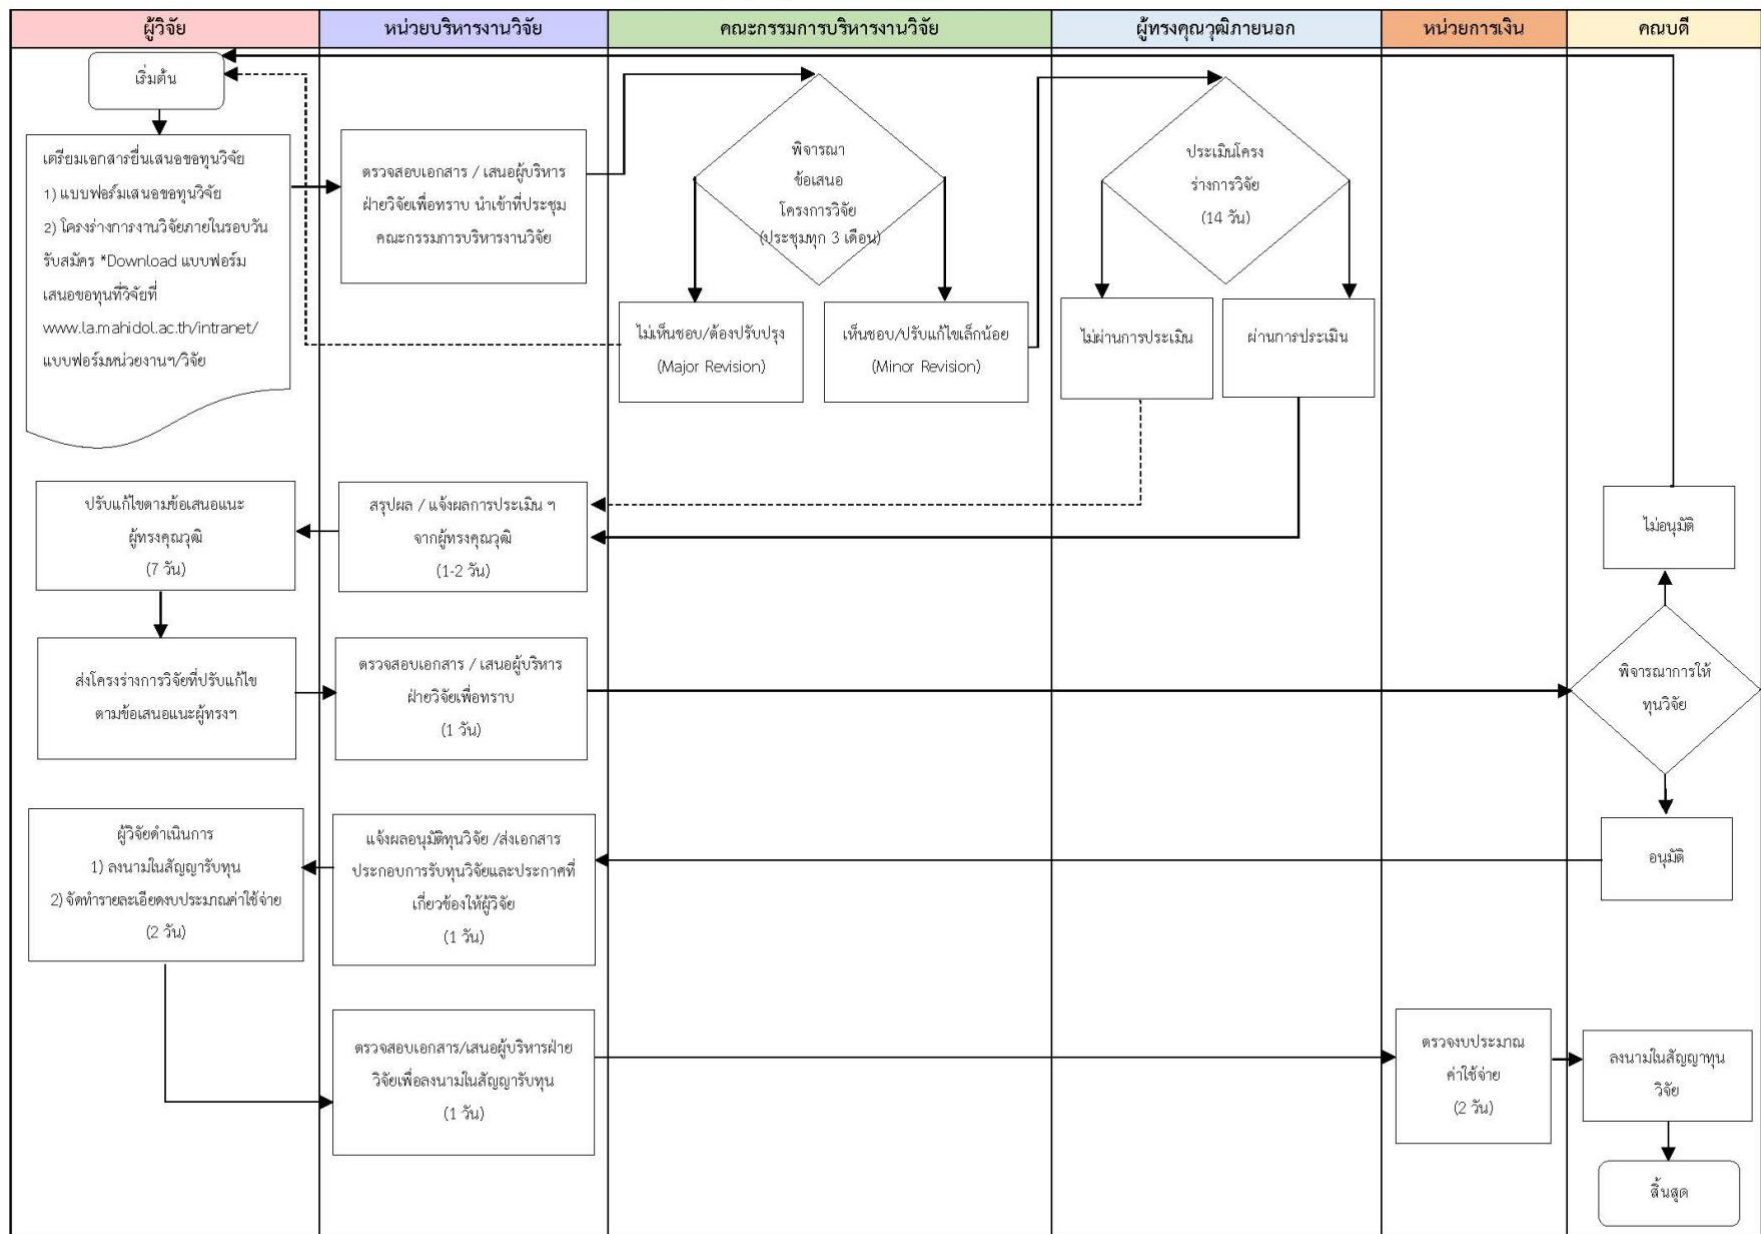 ผู้วิจัย
หน่วยบริหารงานวิจัย
คณะกรรมการบริหารงานวิจัย
ผู้ทรงคุณวุฒิภายนอก
หน่วยการเงิน
คณบดี
เริ่มต้น
เตรียมเอกสารยื่นเสนอขอทุนวิจัย
1) แบบฟอร์มเสนอขอทุนวิจัย
2) โครงร่างการงานวิจัยภายในรอบวัน
รับสมัคร *Download แบบฟอร์ม
เสนอขอทุนที่วิจัยที่
www.la.mahidol.ac.th/intranet/
แบบฟอร์มหน่วยงานฯ/วิจัย
ตรวจสอบเอกสาร / เสนอผู้บริหาร
ฝ่ายวิจัยเพื่อทราบ นำเข้าที่ประชุม
คณะกรรมการบริหารงานวิจัย
พิจารณา
ข้อเสนอ
โครงการวิจัย
(ประชุมทุก 3 เดือน)
ประเมินโครง
ร่างการวิจัย
(14 วัน)
ไม่เห็นชอบ/ต้องปรับปรุง
(Major Revision)
เห็นชอบ/ปรับแก้ไขเล็กน้อย
(Minor Revision)
ไม่ผ่านการประเมิน
ผ่านการประเมิน
ปรับแก้ไขตามข้อเสนอแนะ
ผู้ทรงคุณวุฒิ
(7 วัน)
สรุปผล / แจ้งผลการประเมิน ฯ
จากผู้ทรงคุณวุฒิ
(1-2 วัน)
ไม่อนุมัติ
ส่งโครงร่างการวิจัยที่ปรับแก้ไข
ตามข้อเสนอแนะผู้ทรงฯ
ตรวจสอบเอกสาร / เสนอผู้บริหาร
ฝ่ายวิจัยเพื่อทราบ
(1 วัน)
พิจารณาการให้
ทุนวิจัย
ผู้วิจัยดำเนินการ
1) ลงนามในสัญญารับทุน
2) จัดทำรายละเอียดงบประมาณค่าใช้จ่าย
(2 วัน)
แจ้งผลอนุมัติทุนวิจัย /ส่งเอกสาร
ประกอบการรับทุนวิจัยและประกาศที่
เกี่ยวข้องให้ผู้วิจัย
(1 วัน)
อนุมัติ
ตรวจสอบเอกสาร/เสนอผู้บริหารฝ่าย
วิจัยเพื่อลงนามในสัญญารับทุน
(1 วัน)
ตรวจงบประมาณ
ค่าใช้จ่าย
(2 วัน)
ลงนามในสัญญาทุน
วิจัย
สิ้นสุด